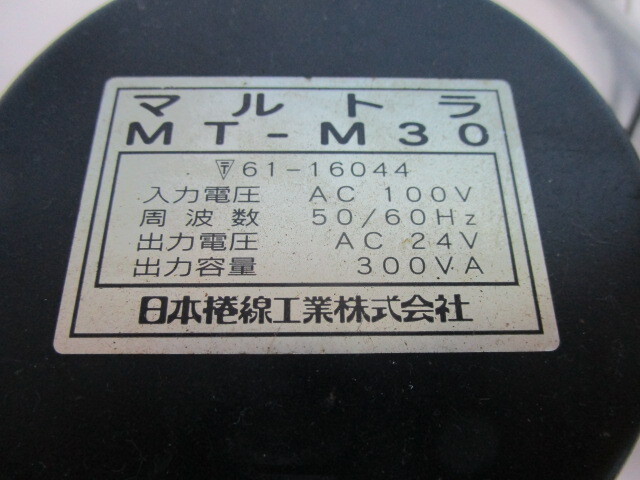 マルトラ
MT-M30
〒61-16044
入力電圧 AC 100V
周波数 50/60Hz
出力電圧 AC 24V
出力容量 300VA
日本捲線工業株式会社